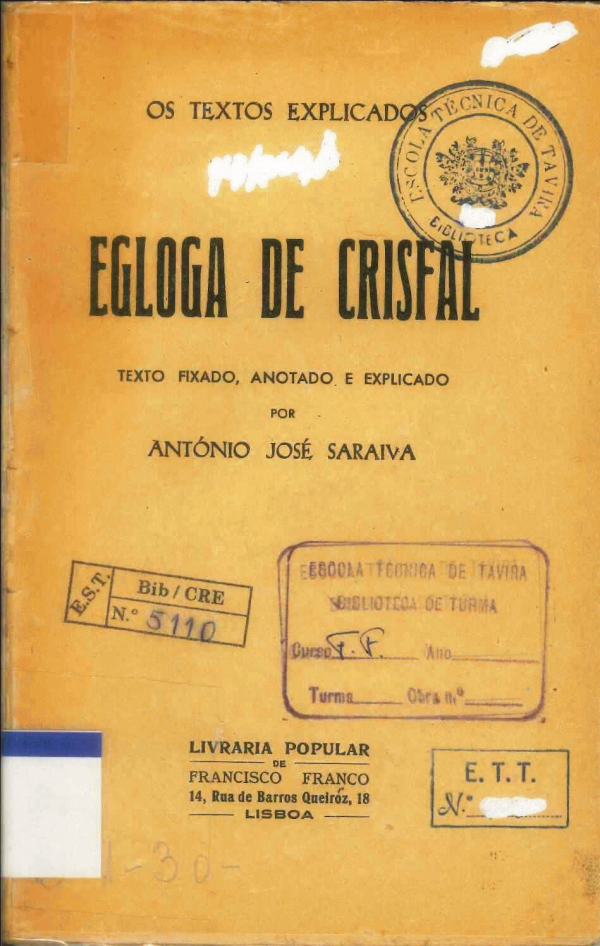 OS TEXTOS EXPLICADOS
ESCOLA TÉCNICA DE TAVIRA
BIBLIOTECA
EGLOGA DE CRISFAL
TEXTO FIXADO, ANOTADO E EXPLICADO
POR
ANTÓNIO JOSÉ SARAIVA
E.S.T.
Bib/CRE
N.º 5110
ESCOLA TÉCNICA DE TAVIRA
BIBLIOTECA DE TURMA
Curso T. F. Ano
Turma Obra n.º
LIVRARIA POPULAR
DE
FRANCISCO FRANCO
14, Rua de Barros Queiróz, 18
LISBOA
E. T. T.
N.º